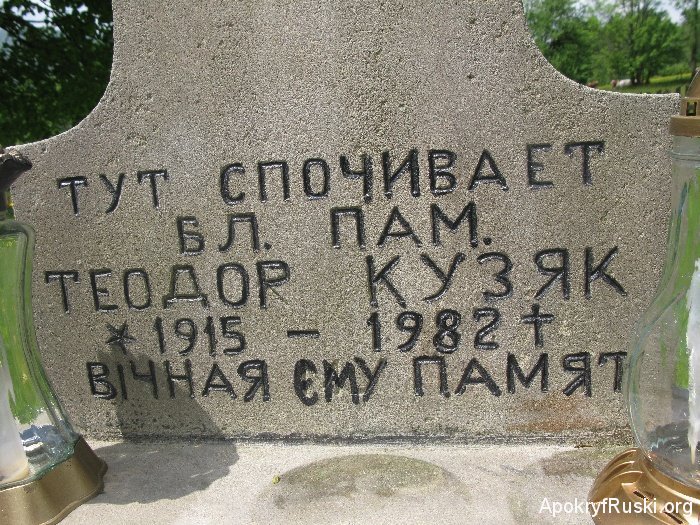 ТУТ СПОЧИВАЕТ
БЛ. ПАМ.
ТЕОДОР КУЗЯК
* 1915 – 1982 †
ВІЧНАЯ ЄМУ ПАМЯТ
ApokryfRuski.org